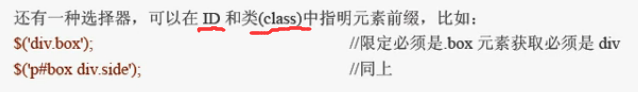 还有一种选择器，可以在 ID 和类(class)中指明元素前缀，比如：
$('div.box'); //限定必须是.box 元素获取必须是 div
$('p#box div.side'); //同上